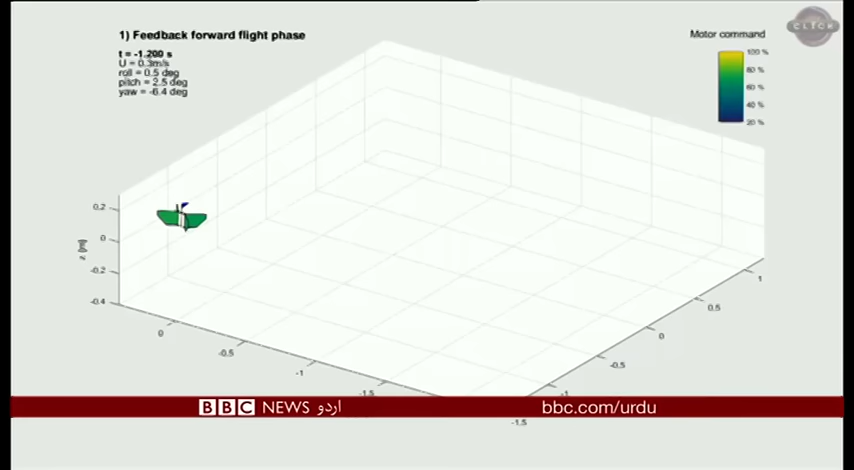 1) Feedback forward flight phase
t = -1.200 s
U = 0.3m/s
roll = 0.5 deg
pitch = 2.5 deg
yaw = -6.4 deg
Motor command
CLICK
100 %
80 %
60 %
40 %
20 %
0.2
0
-0.2
-0.4
z (m)
0
-0.5
-1
-1.5
1
0.5
0
-0.5
-1
-1.5
BBC NEWS اردو
bbc.com/urdu